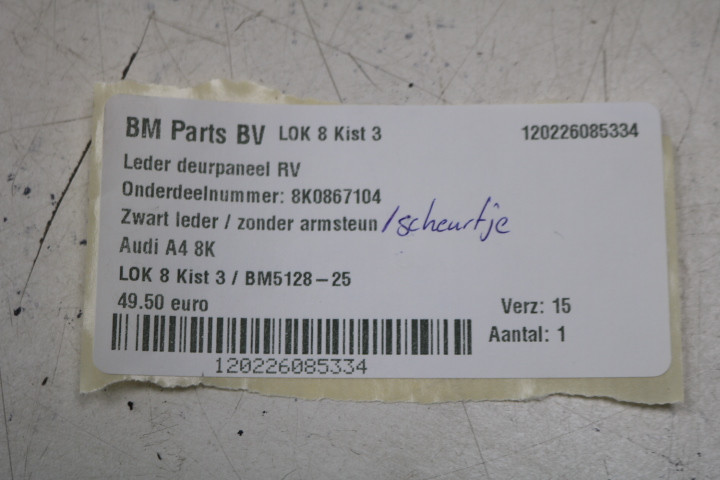 BM Parts BV LOK 8 Kist 3 120226085334
Leder deurpaneel RV
Onderdeelnummer: 8K0867104
Zwart leder / zonder armsteun /scheurtje
Audi A4 8K
LOK 8 Kist 3 / BM5128-25
49.50 euro Verz: 15
Aantal: 1
120226085334